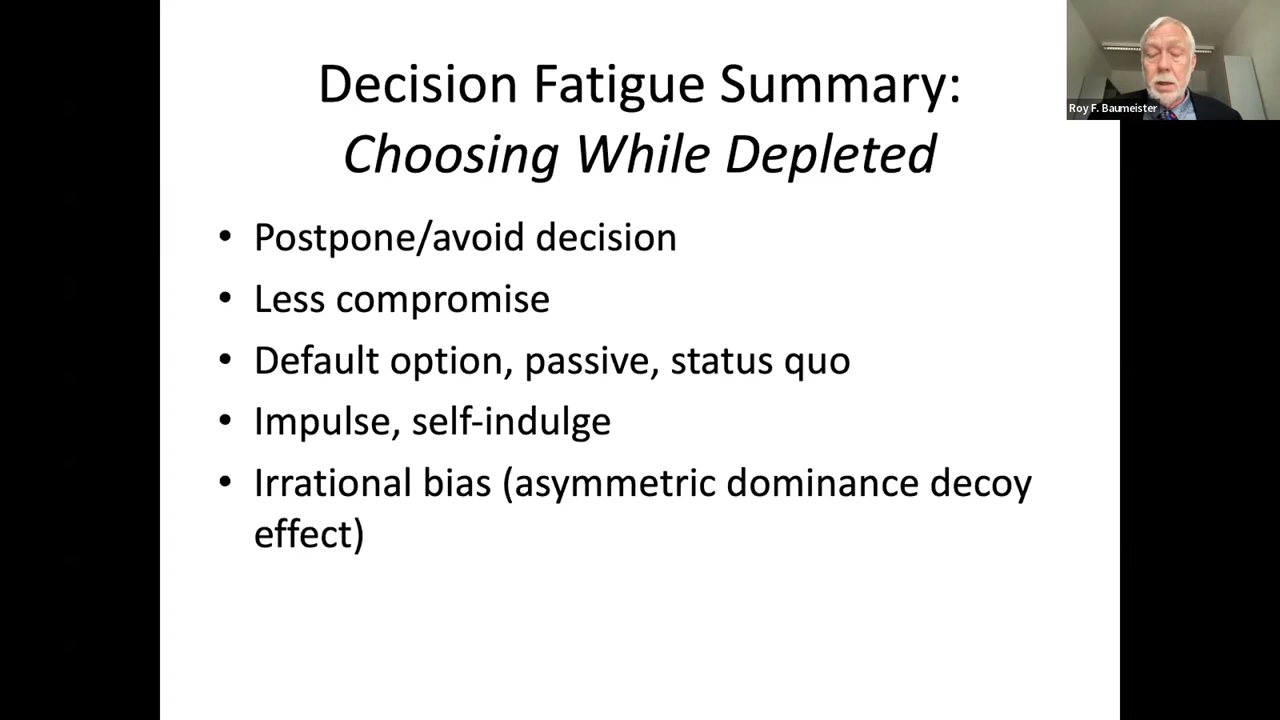 Decision Fatigue Summary:
Choosing While Depleted
• Postpone/avoid decision
• Less compromise
• Default option, passive, status quo
• Impulse, self-indulge
• Irrational bias (asymmetric dominance decoy
effect)
Roy F. Baumeister